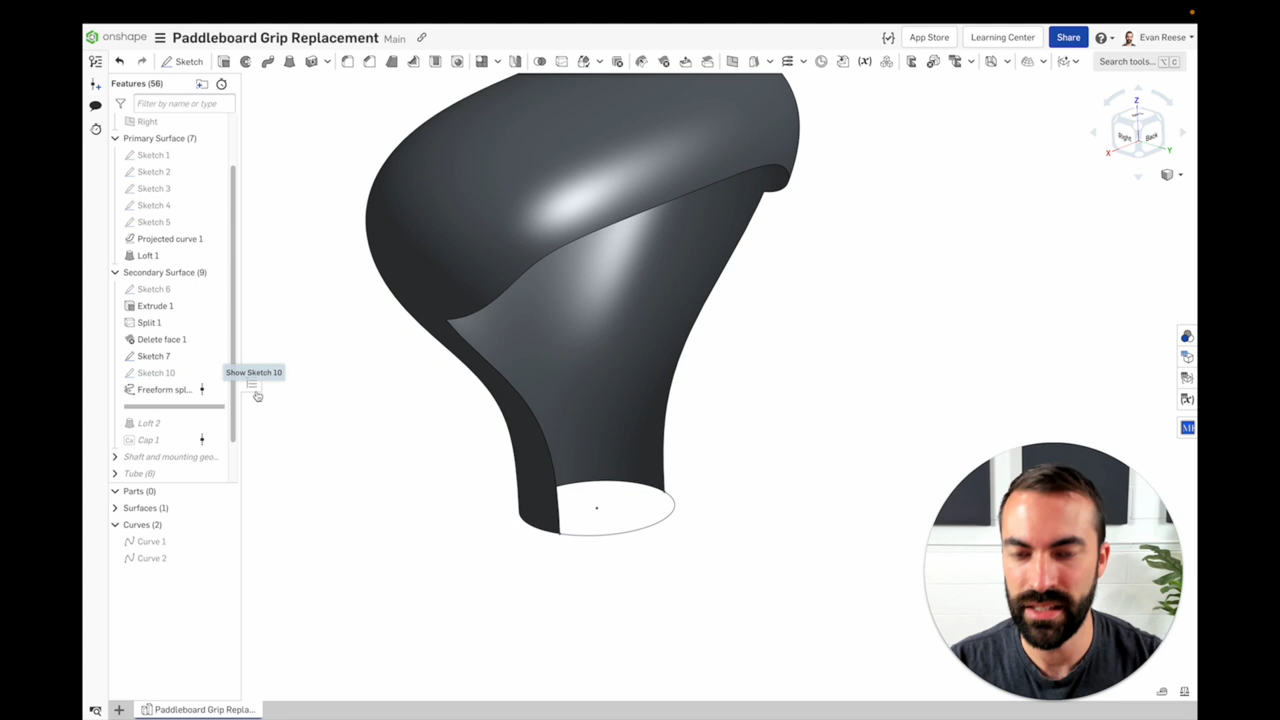 onshape
Paddleboard Grip Replacement Main
App Store
Learning Center
Share
Evan Reese
Sketch
Search tools...
Features (56)
Filter by name or type
Right
Primary Surface (7)
Sketch 1
Sketch 2
Sketch 3
Sketch 4
Sketch 5
Projected curve 1
Loft 1
Secondary Surface (9)
Sketch 6
Extrude 1
Split 1
Delete face 1
Sketch 7
Sketch 10
Freeform spl...
Show Sketch 10
Loft 2
Ca Cap 1
Shaft and mounting geo...
Tube (6)
Parts (0)
Surfaces (1)
Curves (2)
Curve 1
Curve 2
Z
Right
Back
X
Y
Paddleboard Grip Repla...